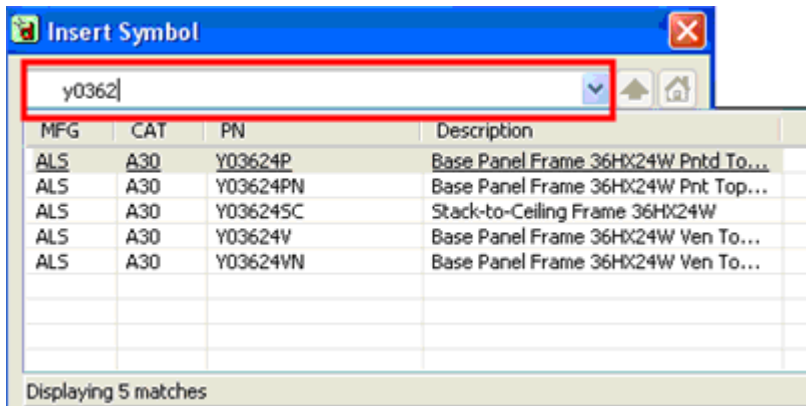 Insert Symbol
y0362
MFG CAT PN Description
ALS A30 Y03624P Base Panel Frame 36HX24W Pntd To...
ALS A30 Y03624PN Base Panel Frame 36HX24W Pnt Top...
ALS A30 Y03624SC Stack-to-Ceiling Frame 36HX24W
ALS A30 Y03624V Base Panel Frame 36HX24W Ven To...
ALS A30 Y03624VN Base Panel Frame 36HX24W Ven To...
Displaying 5 matches